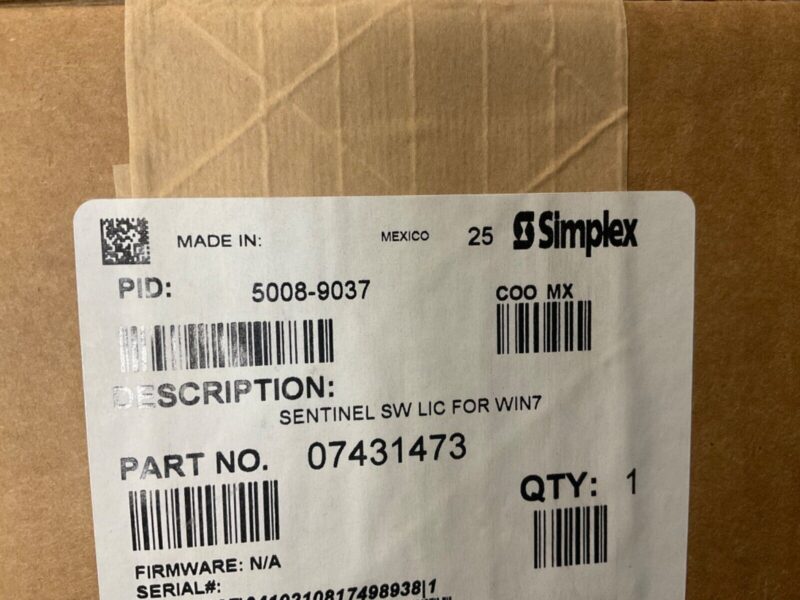 MADE IN: MEXICO 25 Simplex
PID: 5008-9037 COO MX
DESCRIPTION:
SENTINEL SW LIC FOR WIN7
PART NO. 07431473
QTY: 1
FIRMWARE: N/A
SERIAL#: